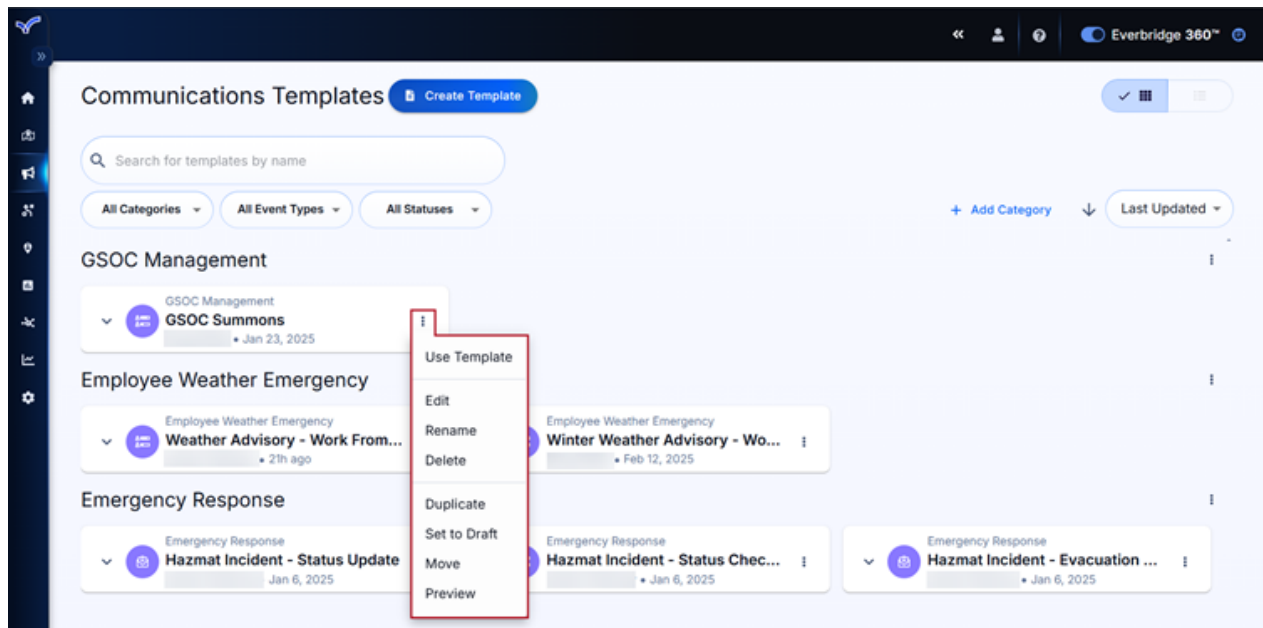 Everbridge 360™
Communications Templates
Create Template
Search for templates by name
All Categories
All Event Types
All Statuses
+ Add Category
Last Updated
GSOC Management
GSOC Management
GSOC Summons
• Jan 23, 2025
Use Template
Edit
Rename
Delete
Duplicate
Set to Draft
Move
Preview
Employee Weather Emergency
Employee Weather Emergency
Weather Advisory - Work From...
• 21h ago
Employee Weather Emergency
Winter Weather Advisory - Wo...
• Feb 12, 2025
Emergency Response
Emergency Response
Hazmat Incident - Status Update
Jan 6, 2025
Emergency Response
Hazmat Incident - Status Chec...
• Jan 6, 2025
Emergency Response
Hazmat Incident - Evacuation ...
• Jan 6, 2025